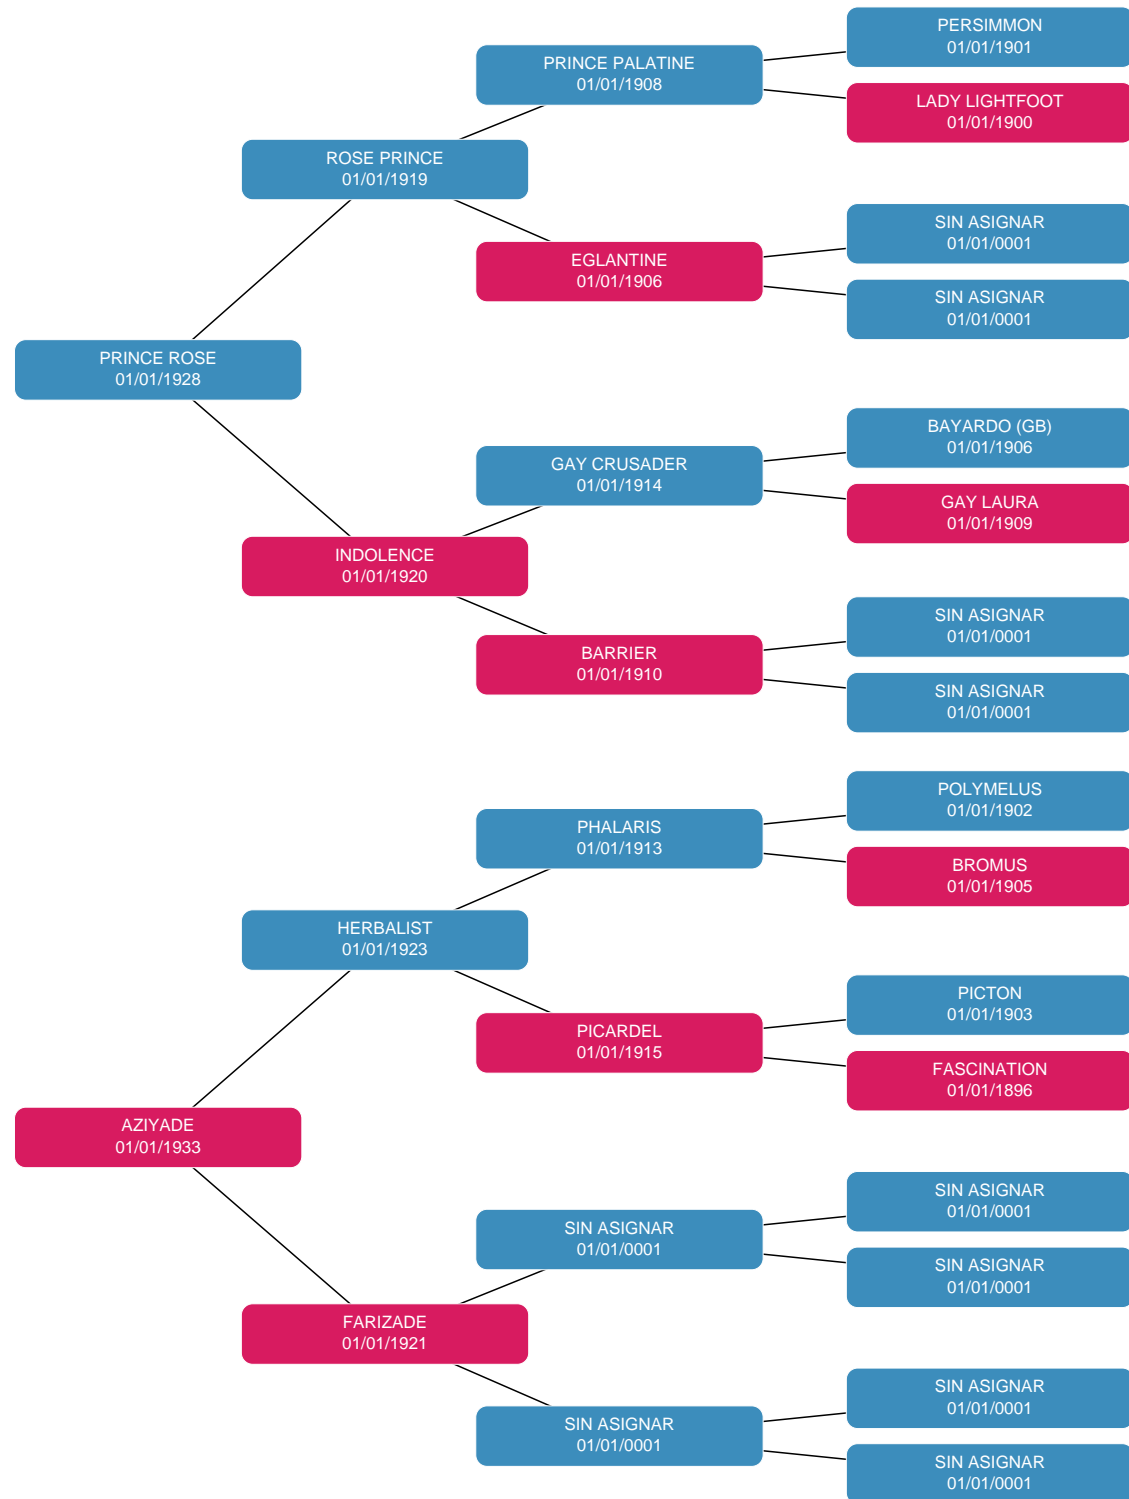 PERSIMMON
01/01/1901
PRINCE PALATINE
01/01/1908
LADY LIGHTFOOT
01/01/1900
ROSE PRINCE
01/01/1919
SIN ASIGNAR
01/01/0001
EGLANTINE
01/01/1906
SIN ASIGNAR
01/01/0001
PRINCE ROSE
01/01/1928
BAYARDO (GB)
01/01/1906
GAY CRUSADER
01/01/1914
GAY LAURA
01/01/1909
INDOLENCE
01/01/1920
SIN ASIGNAR
01/01/0001
BARRIER
01/01/1910
SIN ASIGNAR
01/01/0001
POLYMELUS
01/01/1902
PHALARIS
01/01/1913
BROMUS
01/01/1905
HERBALIST
01/01/1923
PICTON
01/01/1903
PICARDEL
01/01/1915
FASCINATION
01/01/1896
AZIYADE
01/01/1933
SIN ASIGNAR
01/01/0001
SIN ASIGNAR
01/01/0001
SIN ASIGNAR
01/01/0001
FARIZADE
01/01/1921
SIN ASIGNAR
01/01/0001
SIN ASIGNAR
01/01/0001
SIN ASIGNAR
01/01/0001